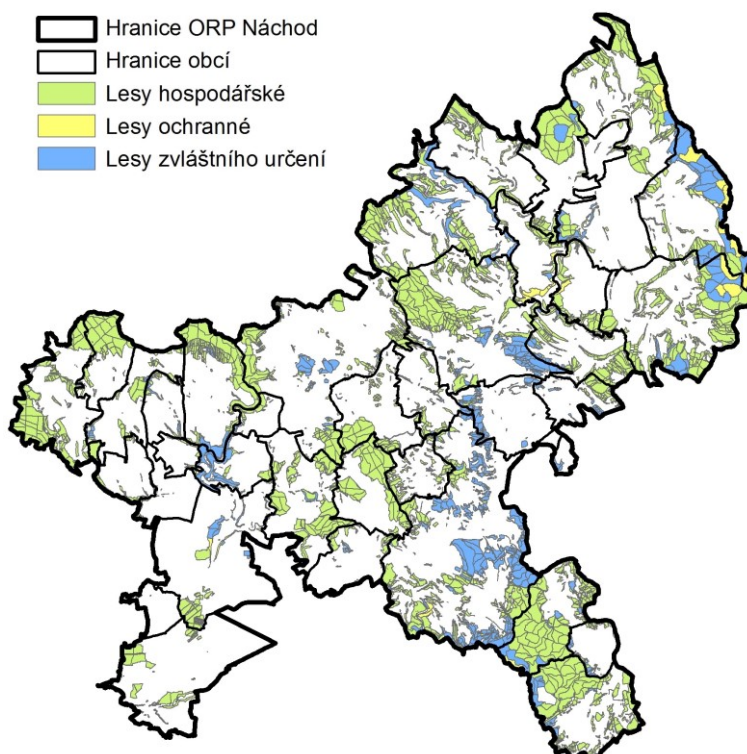 Hranice ORP Náchod
Hranice obcí
Lesy hospodářské
Lesy ochranné
Lesy zvláštního určení